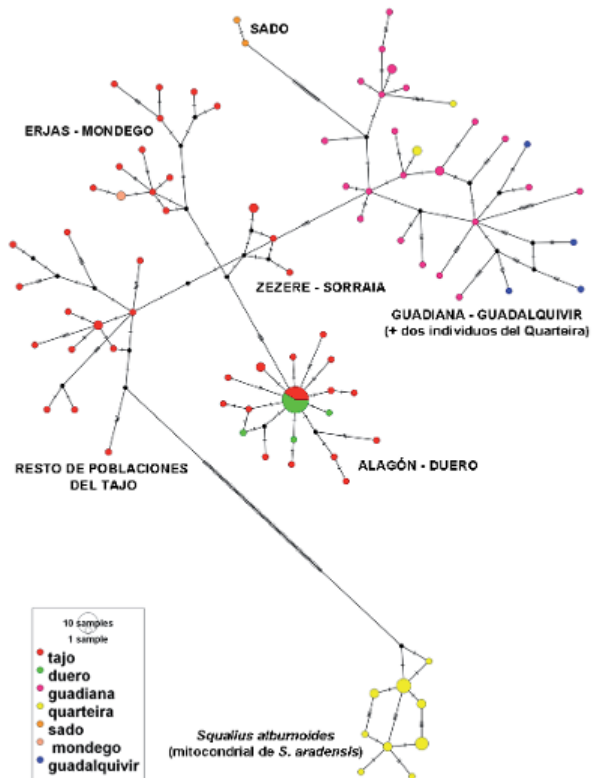 SADO
ERJAS - MONDEGO
ZEZERE - SORRAIA
GUADIANA - GUADALQUIVIR
(+ dos individuos del Quarteira)
RESTO DE POBLACIONES
DEL TAJO
ALAGÓN - DUERO
10 samples
1 sample
tajo
duero
guadiana
quarteira
sado
mondego
guadalquivir
Squalius alburnoides
(mitocondrial de S. aradensis)